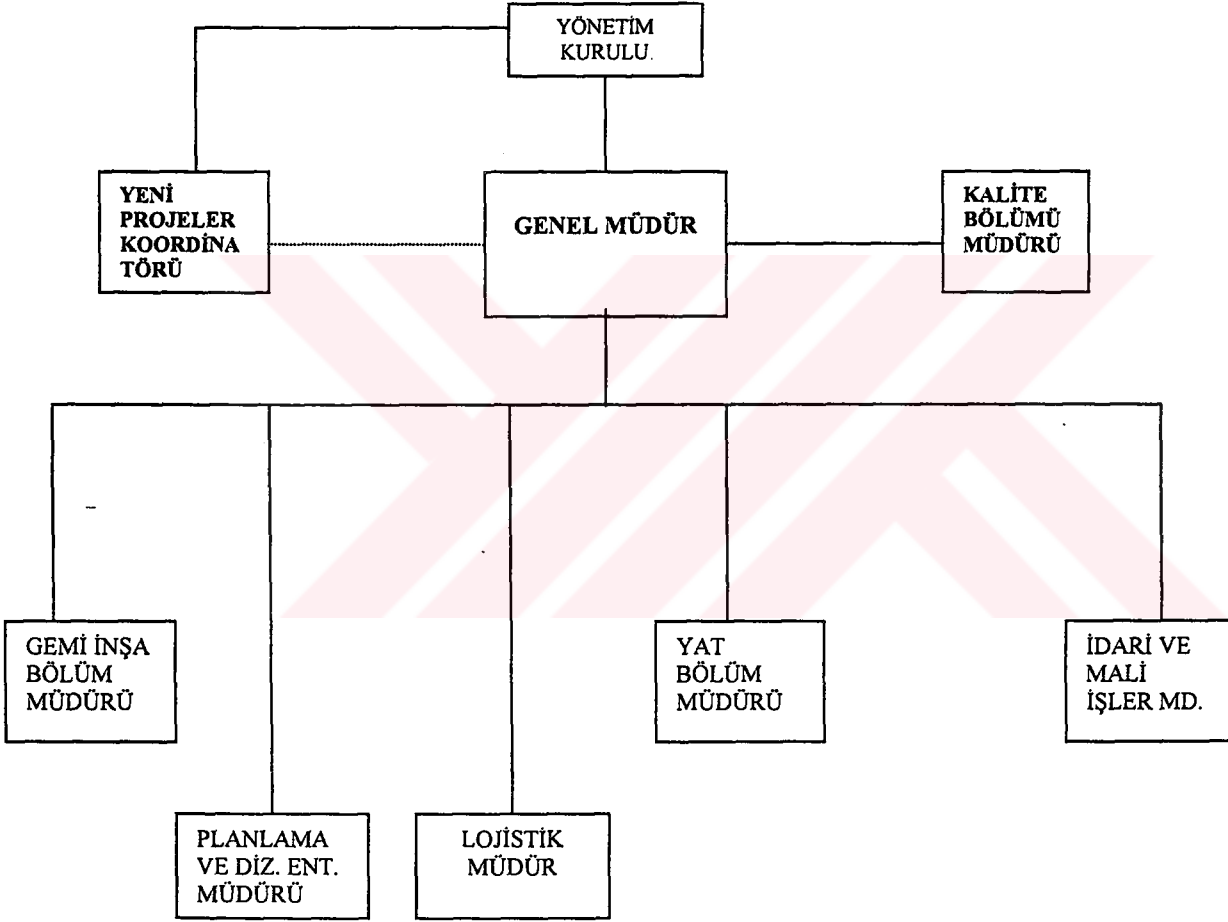 YÖNETİM
KURULU
YENİ
PROJELER
KOORDİNA
TÖRÜ
GENEL MÜDÜR
KALİTE
BÖLÜMÜ
MÜDÜRÜ
GEMİ İNŞA
BÖLÜM
MÜDÜRÜ
YAT
BÖLÜM
MÜDÜRÜ
İDARİ VE
MALİ
İŞLER MD.
PLANLAMA
VE DİZ. ENT.
MÜDÜRÜ
LOJİSTİK
MÜDÜR